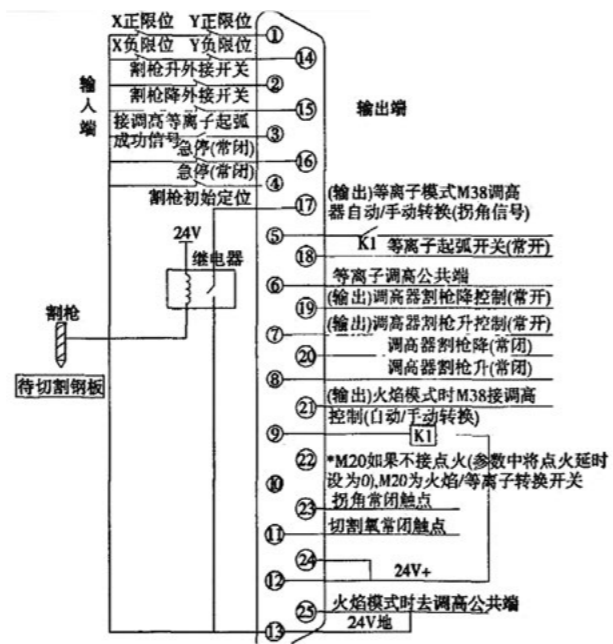 X正限位 Y正限位
①
X负限位 Y负限位
⑭
割枪升外接开关
②
割枪降外接开关
⑮
输入端
输出端
接调高等离子起弧
成功信号
③
急停(常闭)
⑯
急停(常闭)
④
割枪初始定位
⑰
(输出)等离子模式M38调高
器自动/手动转换(拐角信号)
24V
⑤
K1
等离子起弧开关(常开)
⑱
继电器
等离子调高公共端
⑥
(输出)调高器割枪降控制(常开)
⑲
割枪
(输出)调高器割枪升控制(常开)
⑦
调高器割枪降(常闭)
⑳
调高器割枪升(常闭)
⑧
待切割钢板
(输出)火焰模式时M38接调高
㉑
控制(自动/手动转换)
⑨
K1
㉒
*M20如果不接点火(参数中将点火延时
设为0),M20为火焰/等离子转换开关
⑩
拐角常闭触点
㉓
切割氧常闭触点
⑪
㉔
24V+
⑫
㉕
火焰模式时去调高公共端
24V地
⑬